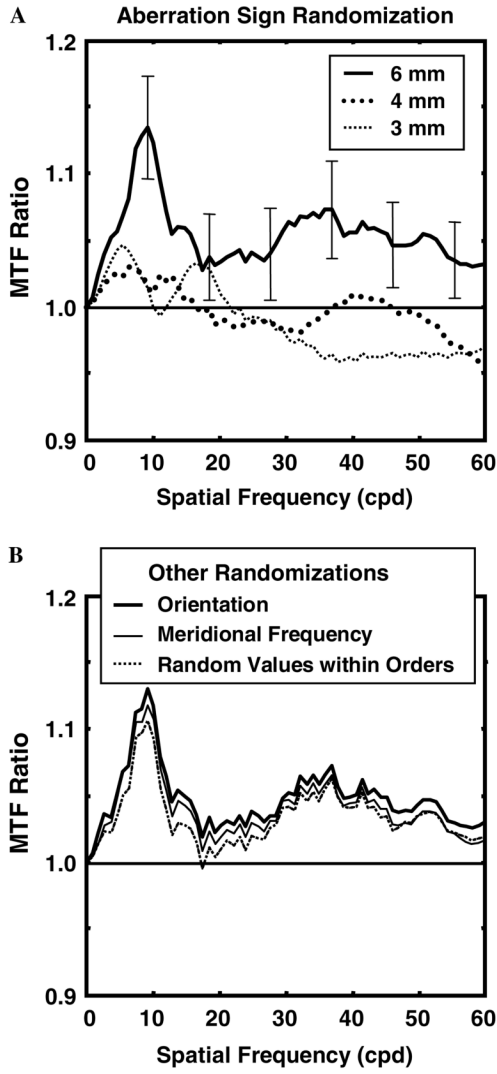 A
Aberration Sign Randomization
1.2
6 mm
4 mm
3 mm
1.1
MTF Ratio
1.0
0.9
0 10 20 30 40 50 60
Spatial Frequency (cpd)
B
Other Randomizations
1.2
Orientation
Meridional Frequency
Random Values within Orders
1.1
MTF Ratio
1.0
0.9
0 10 20 30 40 50 60
Spatial Frequency (cpd)